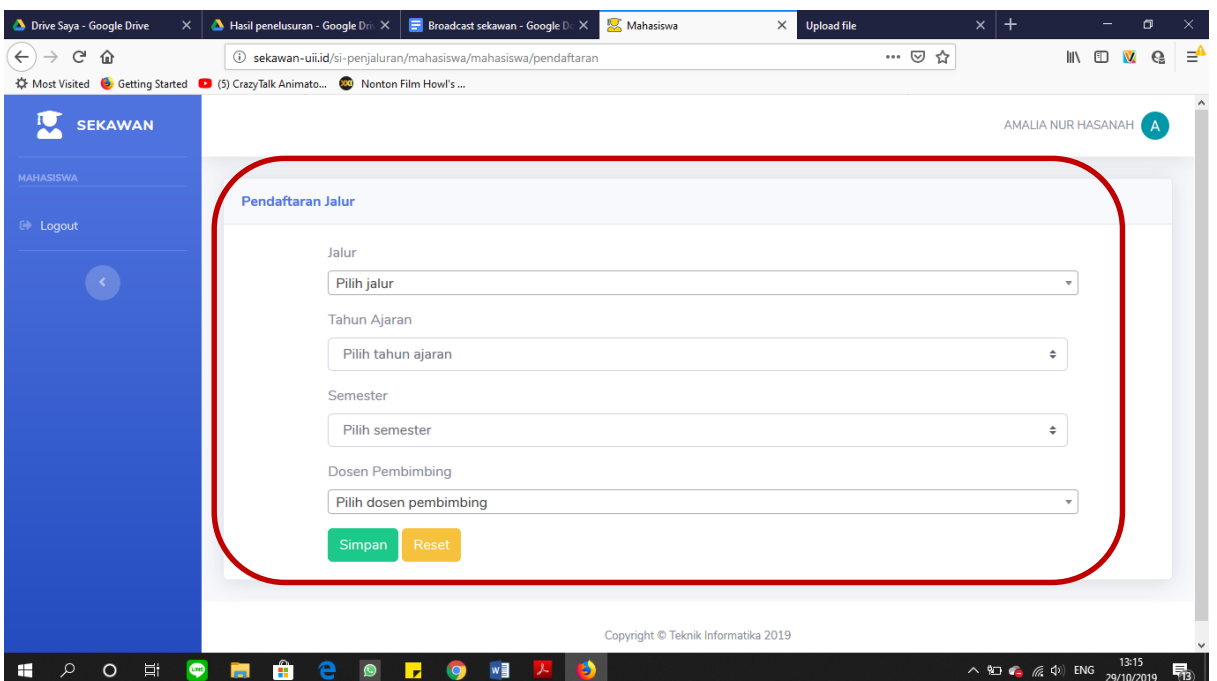 Drive Saya - Google Drive
Hasil penelusuran - Google Driv
Broadcast sekawan - Google Do
Mahasiswa
Upload file
sekawan-uii.id/si-penjaluran/mahasiswa/mahasiswa/pendaftaran
Most Visited
Getting Started
(5) CrazyTalk Animato...
Nonton Film Howl's ...
SEKAWAN
AMALIA NUR HASANAH A
MAHASISWA
Logout
Pendaftaran Jalur
Jalur
Pilih jalur
Tahun Ajaran
Pilih tahun ajaran
Semester
Pilih semester
Dosen Pembimbing
Pilih dosen pembimbing
Simpan
Reset
Copyright © Teknik Informatika 2019
ENG
13:15
29/10/2019
13